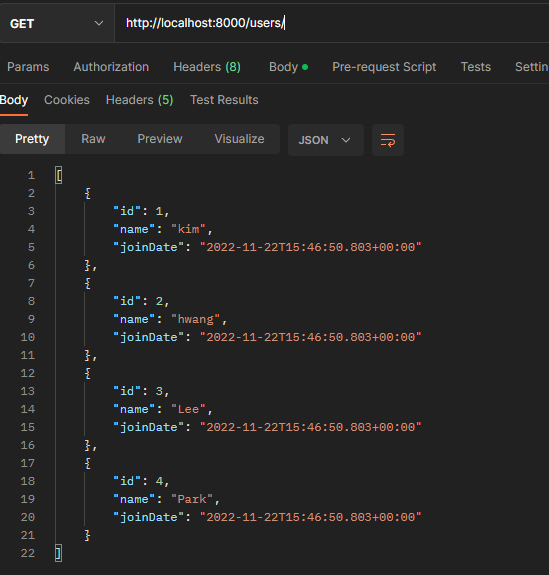 GET http://localhost:8000/users/
Params Authorization Headers (8) Body Pre-request Script Tests Settin
Body Cookies Headers (5) Test Results
Pretty Raw Preview Visualize JSON
1 [
2 {
3 "id": 1,
4 "name": "kim",
5 "joinDate": "2022-11-22T15:46:50.803+00:00"
6 },
7 {
8 "id": 2,
9 "name": "hwang",
10 "joinDate": "2022-11-22T15:46:50.803+00:00"
11 },
12 {
13 "id": 3,
14 "name": "Lee",
15 "joinDate": "2022-11-22T15:46:50.803+00:00"
16 },
17 {
18 "id": 4,
19 "name": "Park",
20 "joinDate": "2022-11-22T15:46:50.803+00:00"
21 }
22 ]